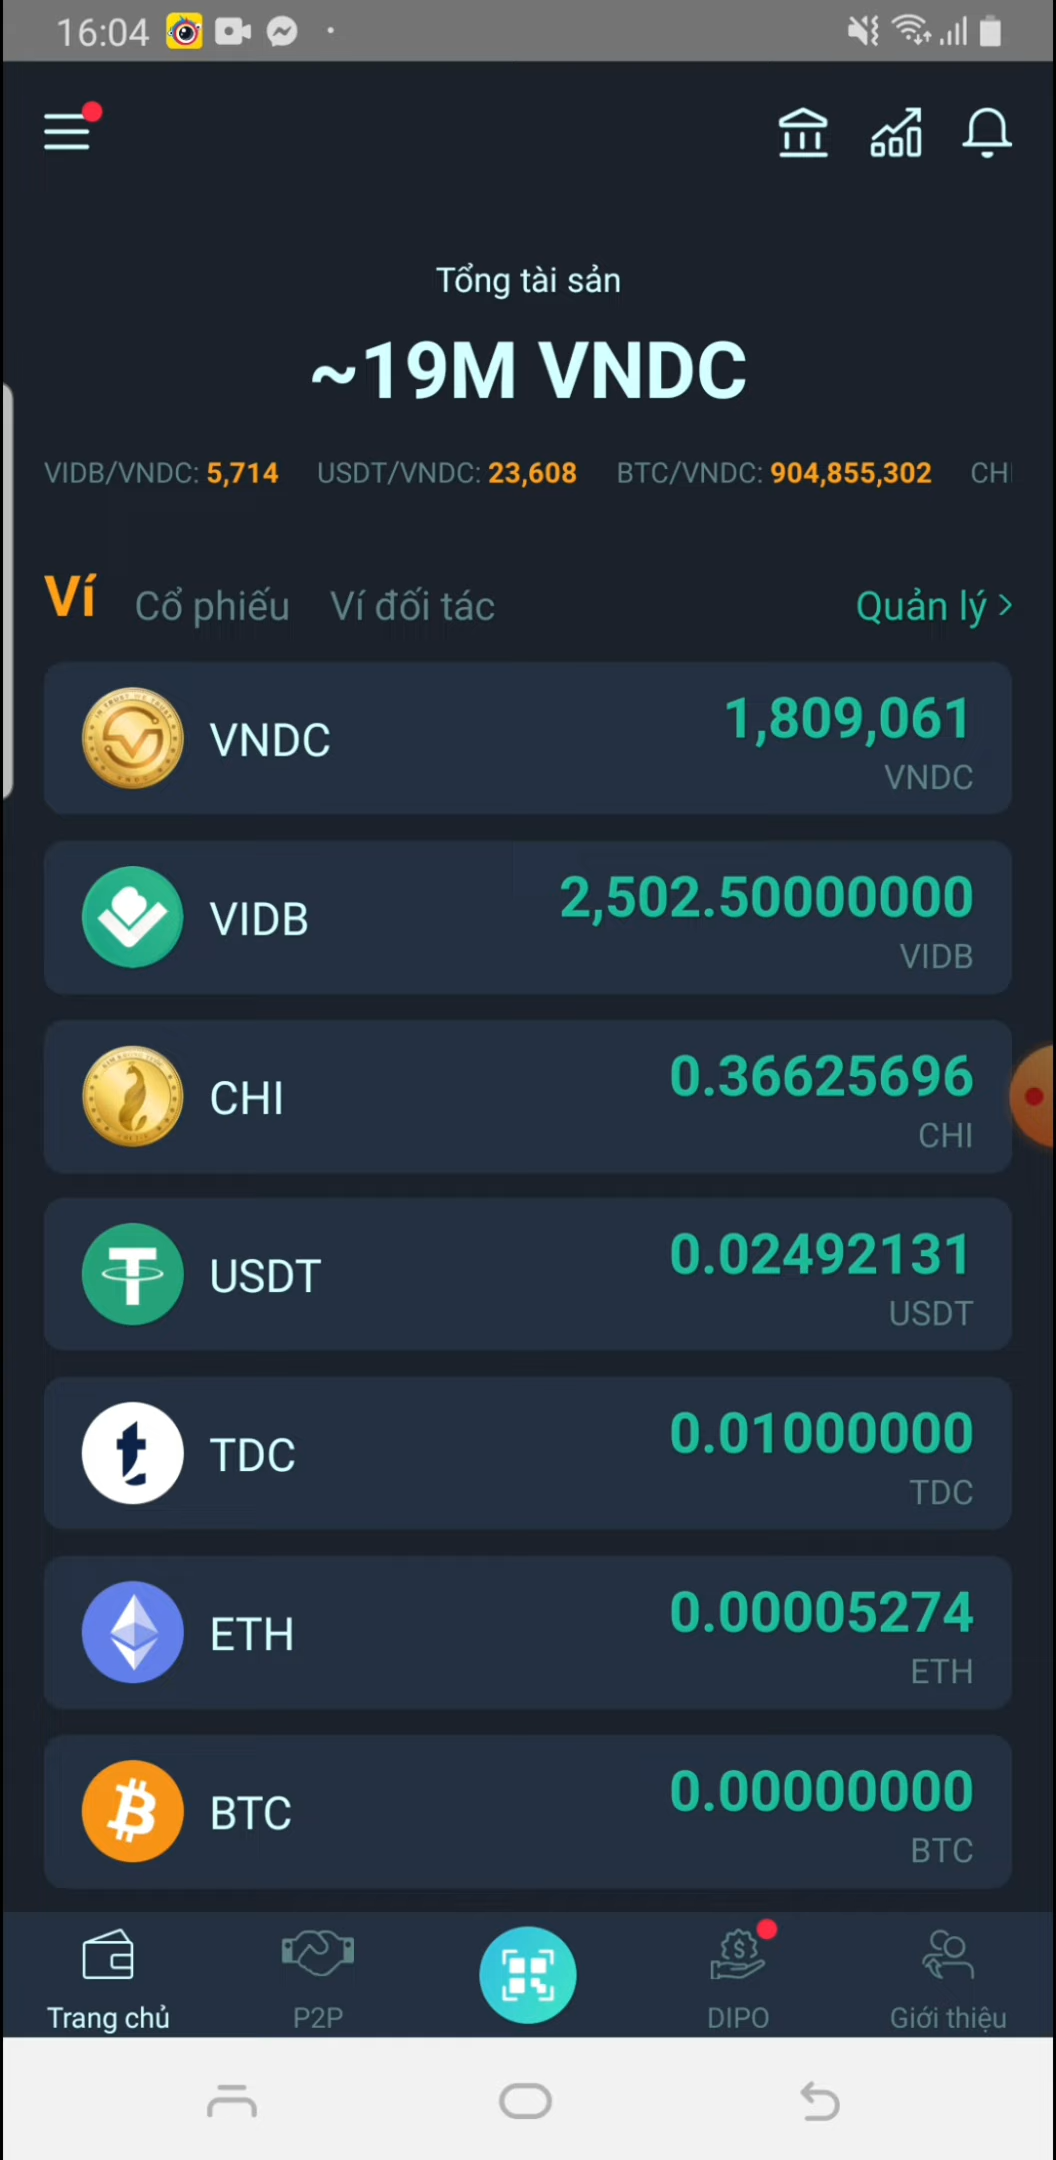 16:04
Tổng tài sản
~19M VNDC
VIDB/VNDC: 5,714 USDT/VNDC: 23,608 BTC/VNDC: 904,855,302 CH
Ví Cổ phiếu Ví đối tác Quản lý >
VNDC 1,809,061
VNDC
VIDB 2,502.50000000
VIDB
CHI 0.36625696
CHI
USDT 0.02492131
USDT
TDC 0.01000000
TDC
ETH 0.00005274
ETH
BTC 0.00000000
BTC
Trang chủ P2P DIPO Giới thiệu